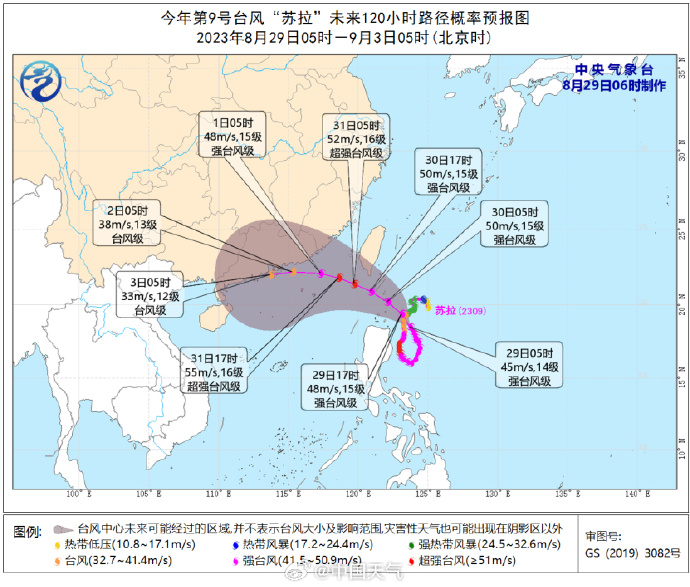 今年第9号台风“苏拉”未来120小时路径概率预报图
2023年8月29日05时—9月3日05时(北京时)
中央气象台
8月29日06时制作
1日05时
48m/s,15级
强台风级
31日05时
52m/s,16级
超强台风级
30日17时
50m/s,15级
强台风级
2日05时
38m/s,13级
台风级
30日05时
50m/s,15级
强台风级
3日05时
33m/s,12级
台风级
苏拉(2309)
31日17时
55m/s,16级
超强台风级
29日17时
48m/s,15级
强台风级
29日05时
45m/s,14级
强台风级
35°N
30°N
25°N
20°N
15°N
10°N
100°E
105°E
110°E
115°E
120°E
125°E
130°E
135°E
140°E
图例:
台风中心未来可能经过的区域,并不表示台风大小及影响范围,灾害性天气也可能出现在阴影区以外
热带低压(10.8~17.1m/s)
热带风暴(17.2~24.4m/s)
强热带风暴(24.5~32.6m/s)
台风(32.7~41.4m/s)
强台风(41.5~50.9m/s)
超强台风(≥51m/s)
审图号:
GS (2019) 3082号
@中国天气